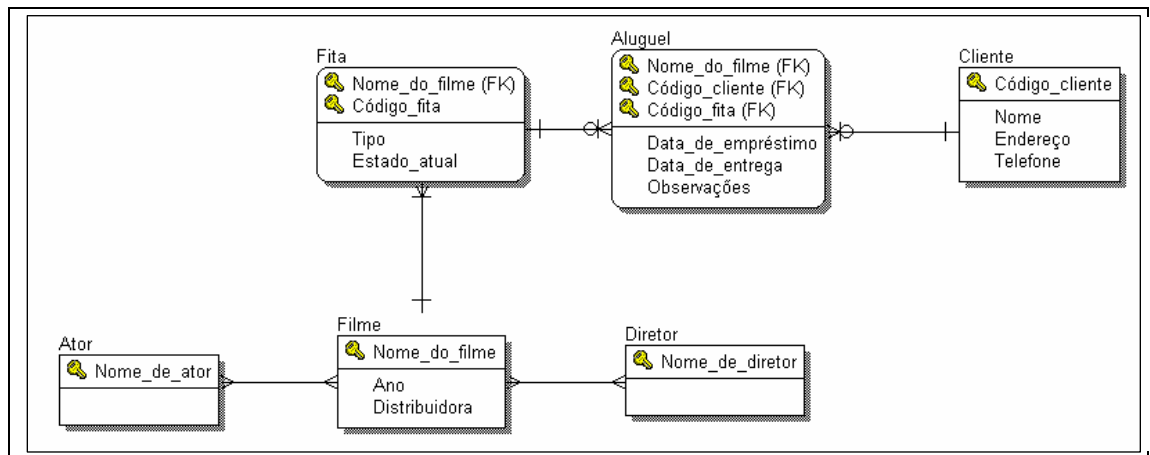 Fita
Nome_do_filme (FK)
Código_fita
Tipo
Estado_atual
Aluguel
Nome_do_filme (FK)
Código_cliente (FK)
Código_fita (FK)
Data_de_empréstimo
Data_de_entrega
Observações
Cliente
Código_cliente
Nome
Endereço
Telefone
Ator
Nome_de_ator
Filme
Nome_do_filme
Ano
Distribuidora
Diretor
Nome_de_diretor